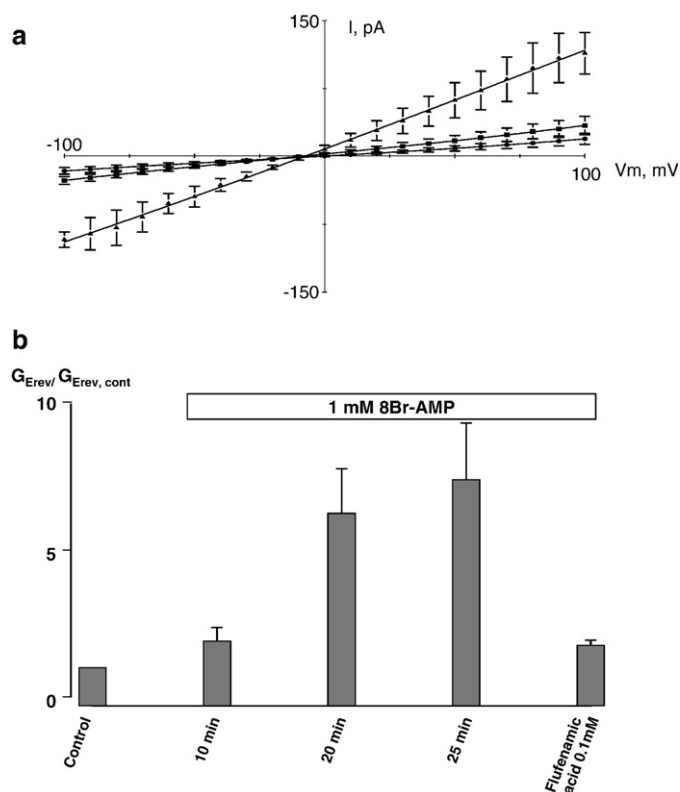 a
150
I, pA
-100
100
Vm, mV
-150
b
GErev/ GErev, cont
1 mM 8Br-AMP
10
5
0
Control
10 min
20 min
25 min
Flufenamic
acid 0.1mM